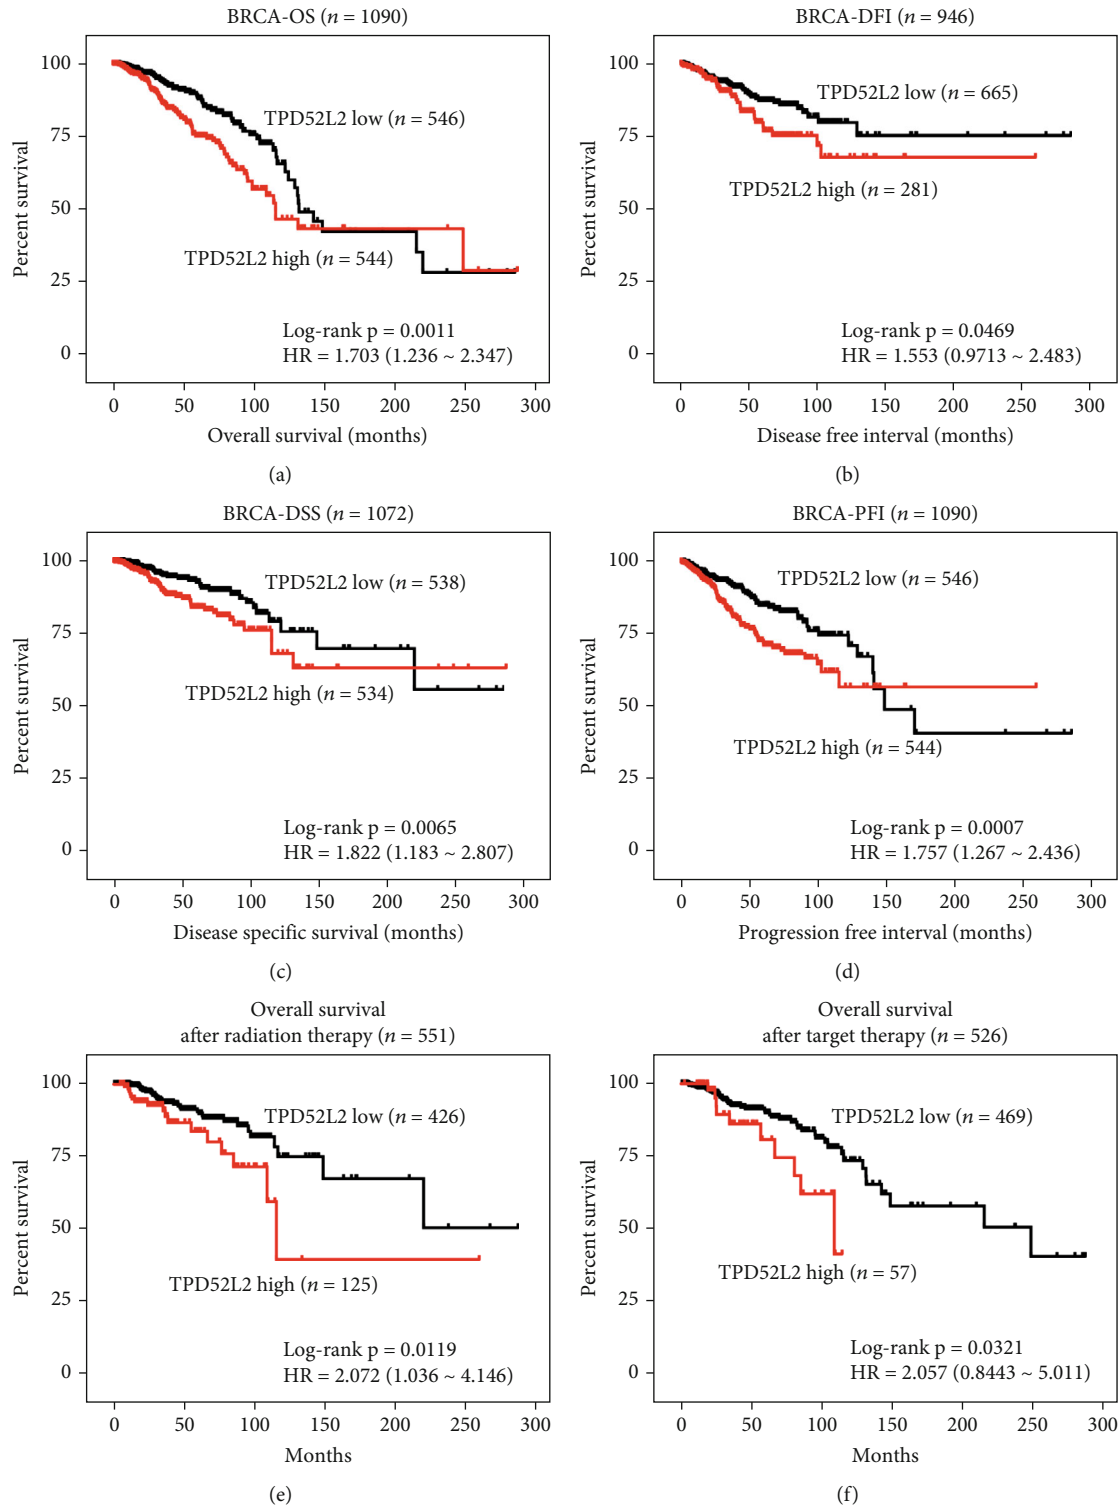 BRCA-OS (n = 1090)
Percent survival
100
75
50
25
0
TPD52L2 low (n = 546)
TPD52L2 high (n = 544)
Log-rank p = 0.0011
HR = 1.703 (1.236 ~ 2.347)
0 50 100 150 200 250 300
Overall survival (months)
(a)
BRCA-DFI (n = 946)
Percent survival
100
75
50
25
0
TPD52L2 low (n = 665)
TPD52L2 high (n = 281)
Log-rank p = 0.0469
HR = 1.553 (0.9713 ~ 2.483)
0 50 100 150 200 250 300
Disease free interval (months)
(b)
BRCA-DSS (n = 1072)
Percent survival
100
75
50
25
0
TPD52L2 low (n = 538)
TPD52L2 high (n = 534)
Log-rank p = 0.0065
HR = 1.822 (1.183 ~ 2.807)
0 50 100 150 200 250 300
Disease specific survival (months)
(c)
BRCA-PFI (n = 1090)
Percent survival
100
75
50
25
0
TPD52L2 low (n = 546)
TPD52L2 high (n = 544)
Log-rank p = 0.0007
HR = 1.757 (1.267 ~ 2.436)
0 50 100 150 200 250 300
Progression free interval (months)
(d)
Overall survival
after radiation therapy (n = 551)
Percent survival
100
75
50
25
0
TPD52L2 low (n = 426)
TPD52L2 high (n = 125)
Log-rank p = 0.0119
HR = 2.072 (1.036 ~ 4.146)
0 50 100 150 200 250 300
Months
(e)
Overall survival
after target therapy (n = 526)
Percent survival
100
75
50
25
0
TPD52L2 low (n = 469)
TPD52L2 high (n = 57)
Log-rank p = 0.0321
HR = 2.057 (0.8443 ~ 5.011)
0 50 100 150 200 250 300
Months
(f)